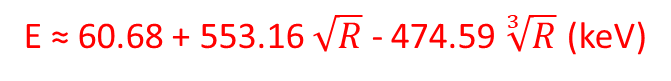 E ≈ 60.68 + 553.16 √R - 474.59 ∛R (keV)